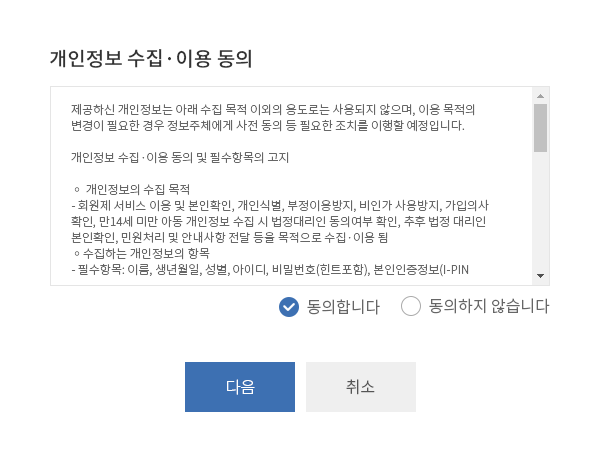 개인정보 수집·이용 동의
제공하신 개인정보는 아래 수집 목적 이외의 용도로는 사용되지 않으며, 이용 목적의
변경이 필요한 경우 정보주체에게 사전 동의 등 필요한 조치를 이행할 예정입니다.
개인정보 수집·이용 동의 및 필수항목의 고지
◦ 개인정보의 수집 목적
- 회원제 서비스 이용 및 본인확인, 개인식별, 부정이용방지, 비인가 사용방지, 가입의사
확인, 만14세 미만 아동 개인정보 수집 시 법정대리인 동의여부 확인, 추후 법정 대리인
본인확인, 민원처리 및 안내사항 전달 등을 목적으로 수집·이용 됨
◦수집하는 개인정보의 항목
- 필수항목: 이름, 생년월일, 성별, 아이디, 비밀번호(힌트포함), 본인인증정보(I-PIN
동의합니다 동의하지 않습니다
다음 취소